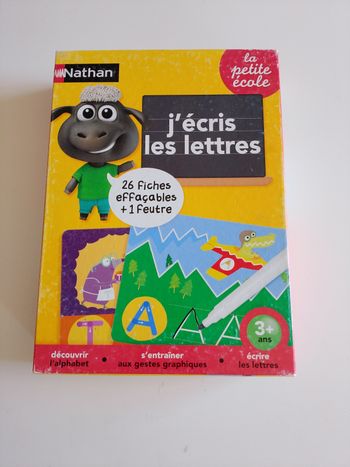 Nathan
la
petite
école
j'écris
les lettres
26 fiches
effaçables
+ 1 feutre
T
A
A
3+
ans
découvrir
l'alphabet
•
s'entraîner
aux gestes graphiques
•
écrire
les lettres